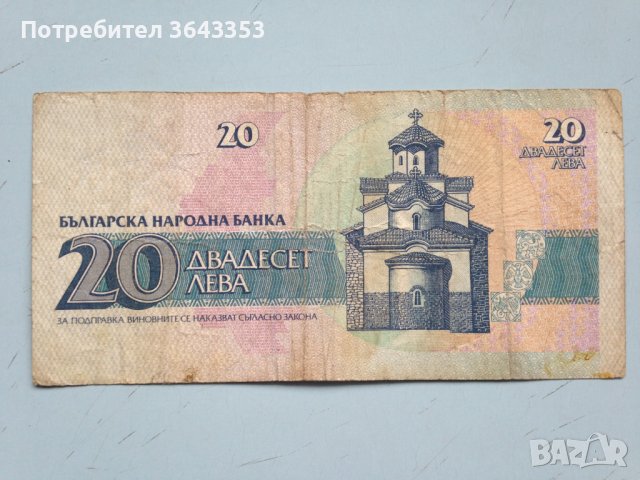 Потребител 3643353
20
20
ДВАДЕСЕТ
ЛЕВА
БЪЛГАРСКА НАРОДНА БАНКА
20 ДВАДЕСЕТ
ЛЕВА
ЗА ПОДПРАВКА ВИНОВНИТЕ СЕ НАКАЗВАТ СЪГЛАСНО ЗАКОНА
BAZAR